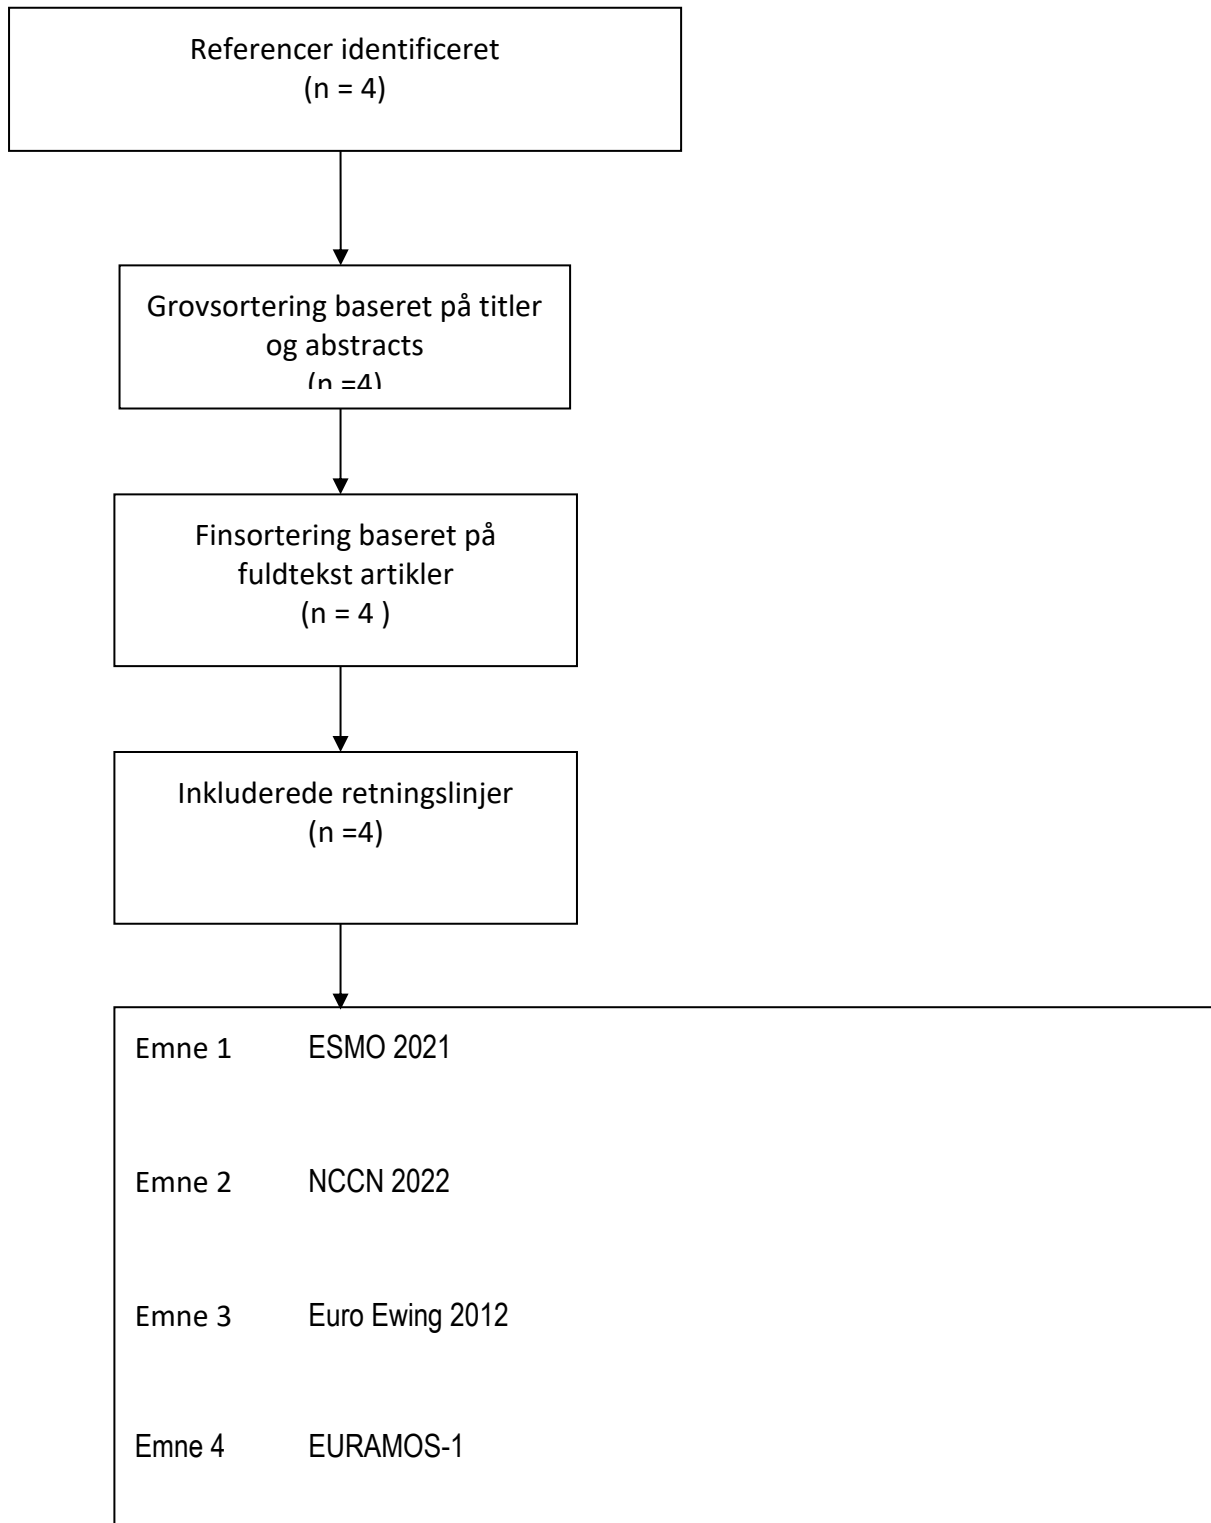 Referencer identificeret
(n = 4)
Grovsortering baseret på titler
og abstracts
(n =4)
Finsortering baseret på
fuldtekst artikler
(n = 4 )
Inkluderede retningslinjer
(n =4)
Emne 1 ESMO 2021
Emne 2 NCCN 2022
Emne 3 Euro Ewing 2012
Emne 4 EURAMOS-1